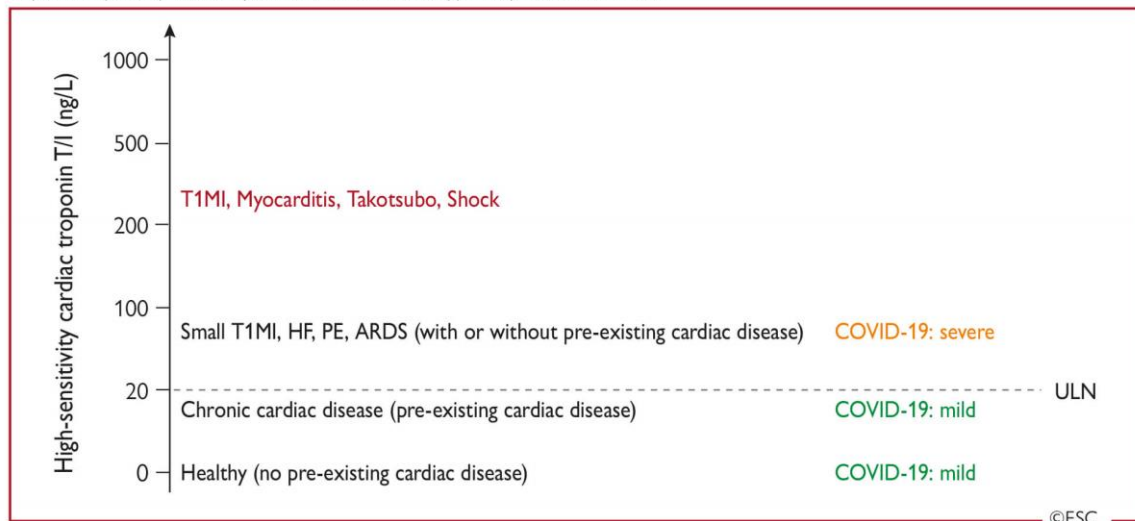 1000
High-sensitivity cardiac troponin T/I (ng/L)
500
T1MI, Myocarditis, Takotsubo, Shock
200
100
Small T1MI, HF, PE, ARDS (with or without pre-existing cardiac disease) COVID-19: severe
20 ULN
Chronic cardiac disease (pre-existing cardiac disease) COVID-19: mild
0 Healthy (no pre-existing cardiac disease) COVID-19: mild
©ESC